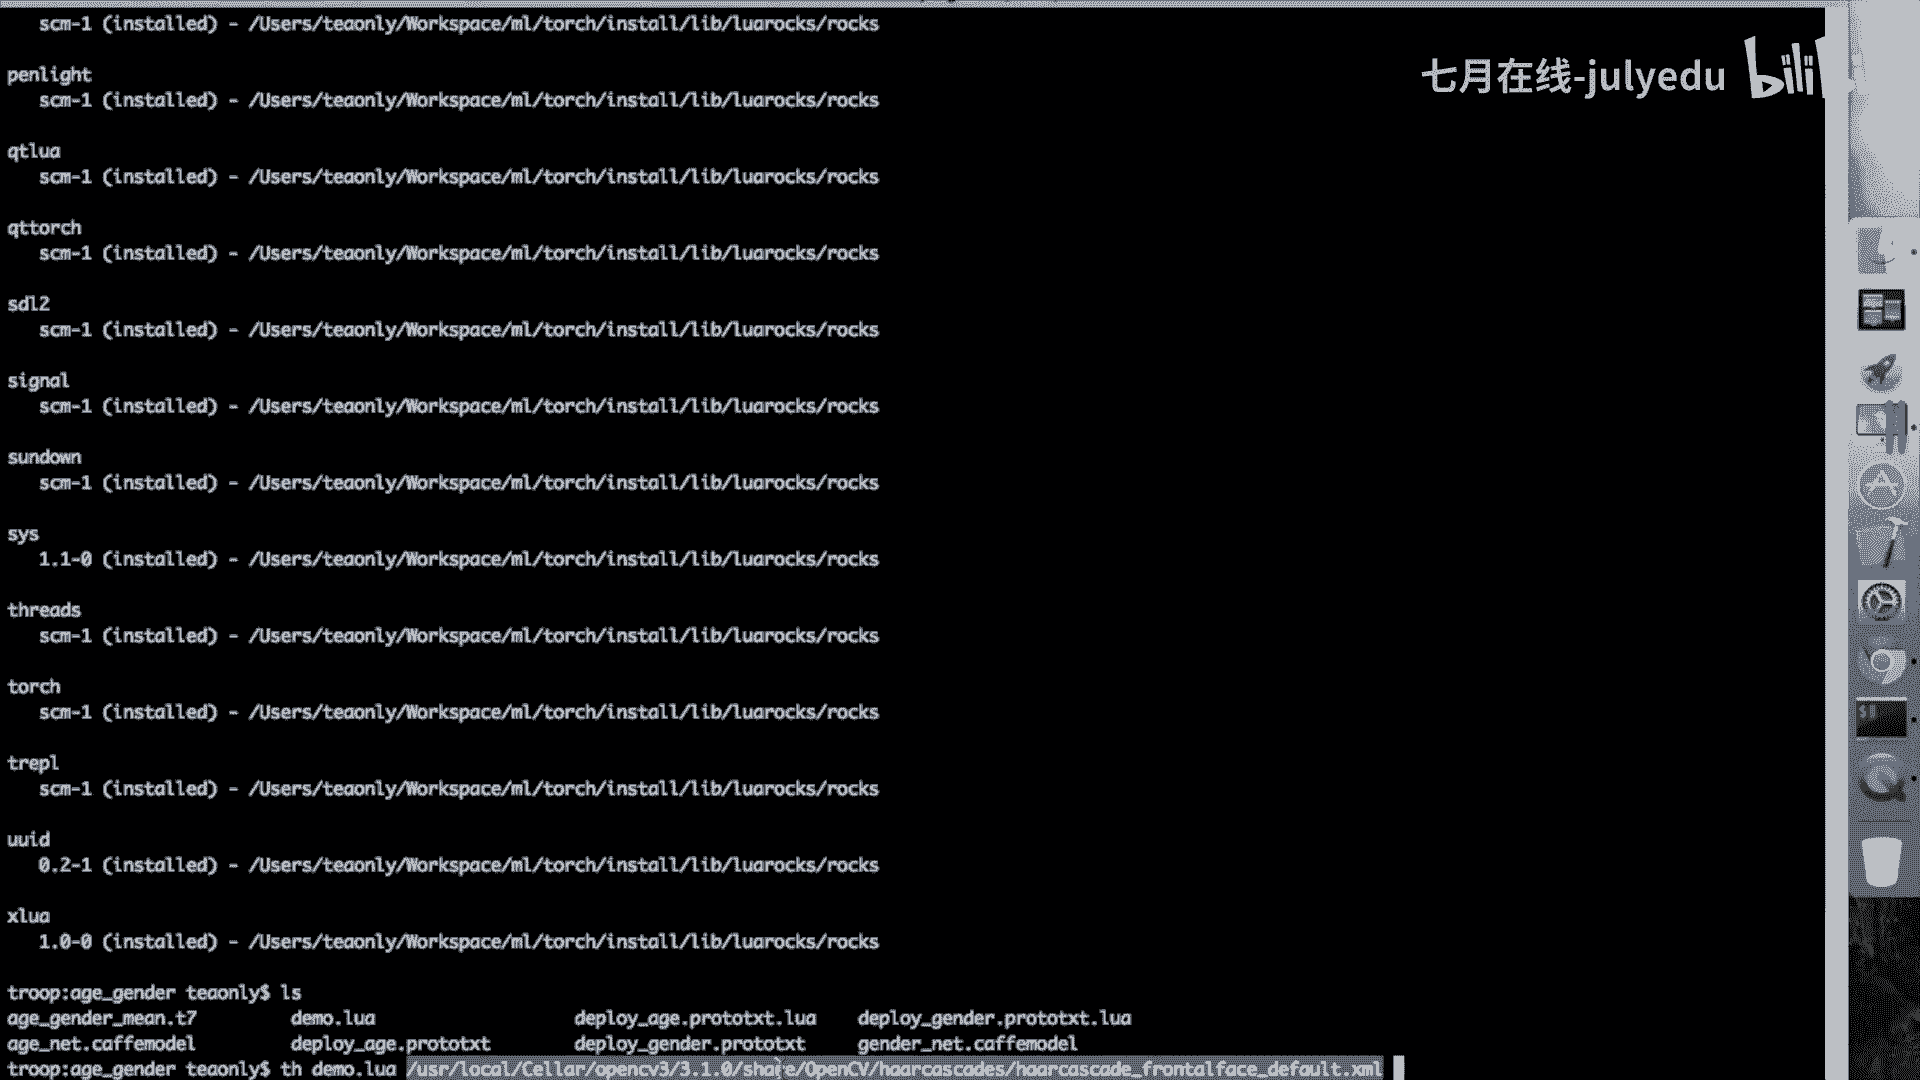 scm-1 (installed) - /Users/teaonly/Workspace/ml/torch/install/lib/luarocks/rocks
七月在线-julyedu bili
penlight
scm-1 (installed) - /Users/teaonly/Workspace/ml/torch/install/lib/luarocks/rocks
qtlua
scm-1 (installed) - /Users/teaonly/Workspace/ml/torch/install/lib/luarocks/rocks
qttorch
scm-1 (installed) - /Users/teaonly/Workspace/ml/torch/install/lib/luarocks/rocks
sdl2
scm-1 (installed) - /Users/teaonly/Workspace/ml/torch/install/lib/luarocks/rocks
signal
scm-1 (installed) - /Users/teaonly/Workspace/ml/torch/install/lib/luarocks/rocks
sundown
scm-1 (installed) - /Users/teaonly/Workspace/ml/torch/install/lib/luarocks/rocks
sys
1.1-0 (installed) - /Users/teaonly/Workspace/ml/torch/install/lib/luarocks/rocks
threads
scm-1 (installed) - /Users/teaonly/Workspace/ml/torch/install/lib/luarocks/rocks
torch
scm-1 (installed) - /Users/teaonly/Workspace/ml/torch/install/lib/luarocks/rocks
trepl
scm-1 (installed) - /Users/teaonly/Workspace/ml/torch/install/lib/luarocks/rocks
uuid
0.2-1 (installed) - /Users/teaonly/Workspace/ml/torch/install/lib/luarocks/rocks
xlua
1.0-0 (installed) - /Users/teaonly/Workspace/ml/torch/install/lib/luarocks/rocks
troop:age_gender teaonly$ ls
age_gender_mean.t7 demo.lua deploy_age.prototxt.lua deploy_gender.prototxt.lua
age_net.caffemodel deploy_age.prototxt deploy_gender.prototxt gender_net.caffemodel
troop:age_gender teaonly$ th demo.lua /usr/local/Cellar/opencv3/3.1.0/share/OpenCV/haarcascades/haarcascade_frontalface_default.xml